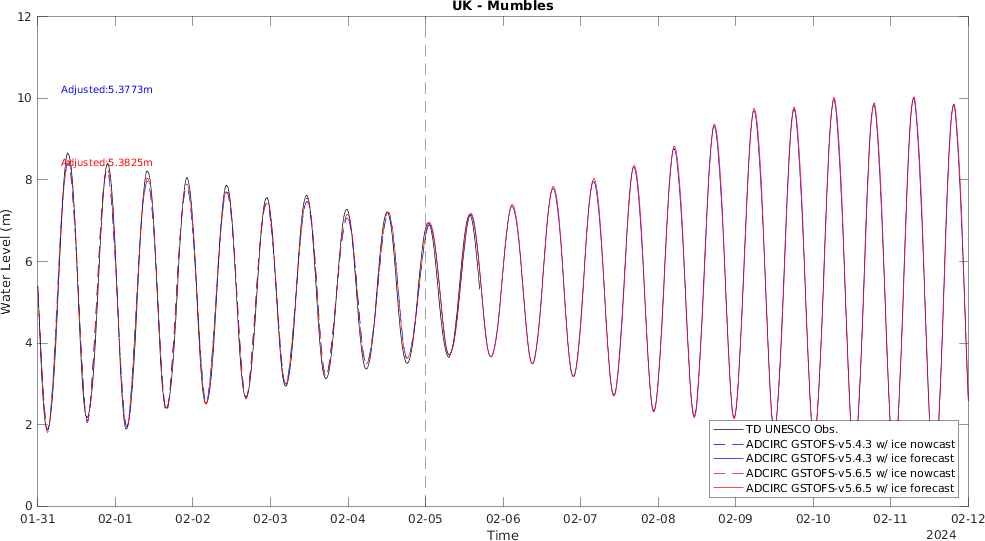 UK - Mumbles
12
10
8
6
4
2
0
Water Level (m)
Adjusted:5.3773m
Adjusted:5.3825m
TD UNESCO Obs.
ADCIRC GSTOFS-v5.4.3 w/ ice nowcast
ADCIRC GSTOFS-v5.4.3 w/ ice forecast
ADCIRC GSTOFS-v5.6.5 w/ ice nowcast
ADCIRC GSTOFS-v5.6.5 w/ ice forecast
01-31 02-01 02-02 02-03 02-04 02-05 02-06 02-07 02-08 02-09 02-10 02-11 02-12
Time
2024